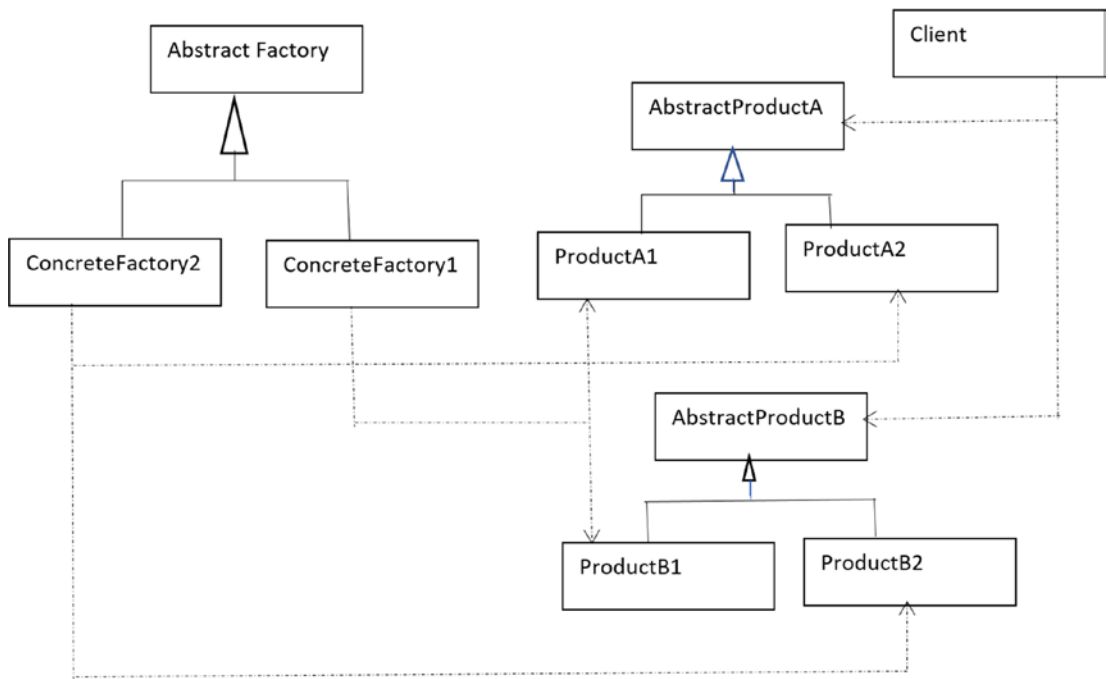 Client
Abstract Factory
AbstractProductA
ProductA1
ProductA2
ConcreteFactory2
ConcreteFactory1
AbstractProductB
ProductB1
ProductB2